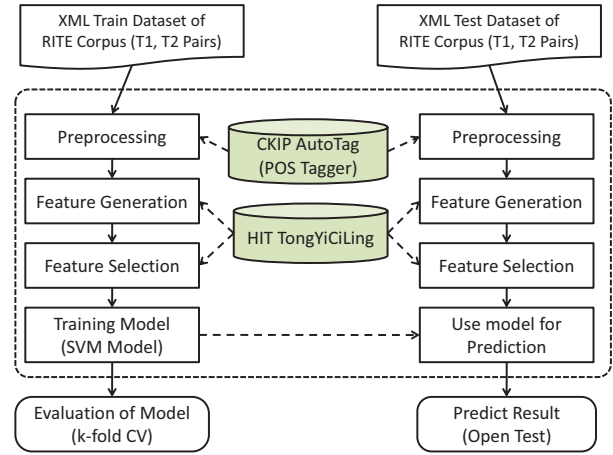 XML Train Dataset of
RITE Corpus (T1, T2 Pairs)
XML Test Dataset of
RITE Corpus (T1, T2 Pairs)
Preprocessing
CKIP AutoTag
(POS Tagger)
Preprocessing
Feature Generation
HIT TongYiCiLing
Feature Generation
Feature Selection
Feature Selection
Training Model
(SVM Model)
Use model for
Prediction
Evaluation of Model
(k-fold CV)
Predict Result
(Open Test)